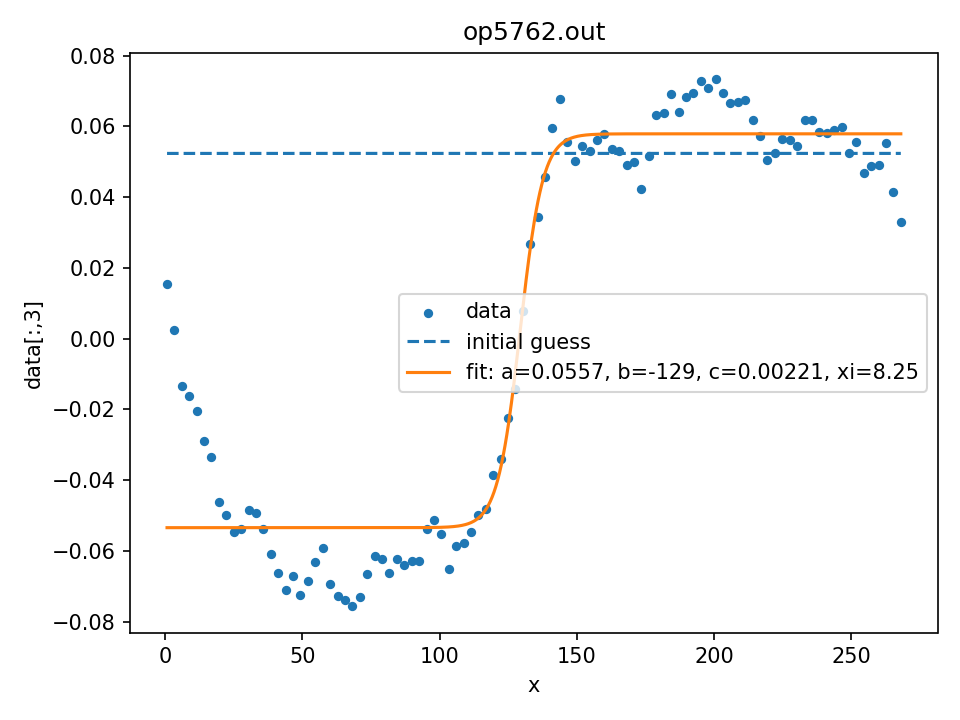 op5762.out
0.08
0.06
0.04
0.02
0.00
−0.02
−0.04
−0.06
−0.08
data[:,3]
data
initial guess
fit: a=0.0557, b=-129, c=0.00221, xi=8.25
0 50 100 150 200 250
x